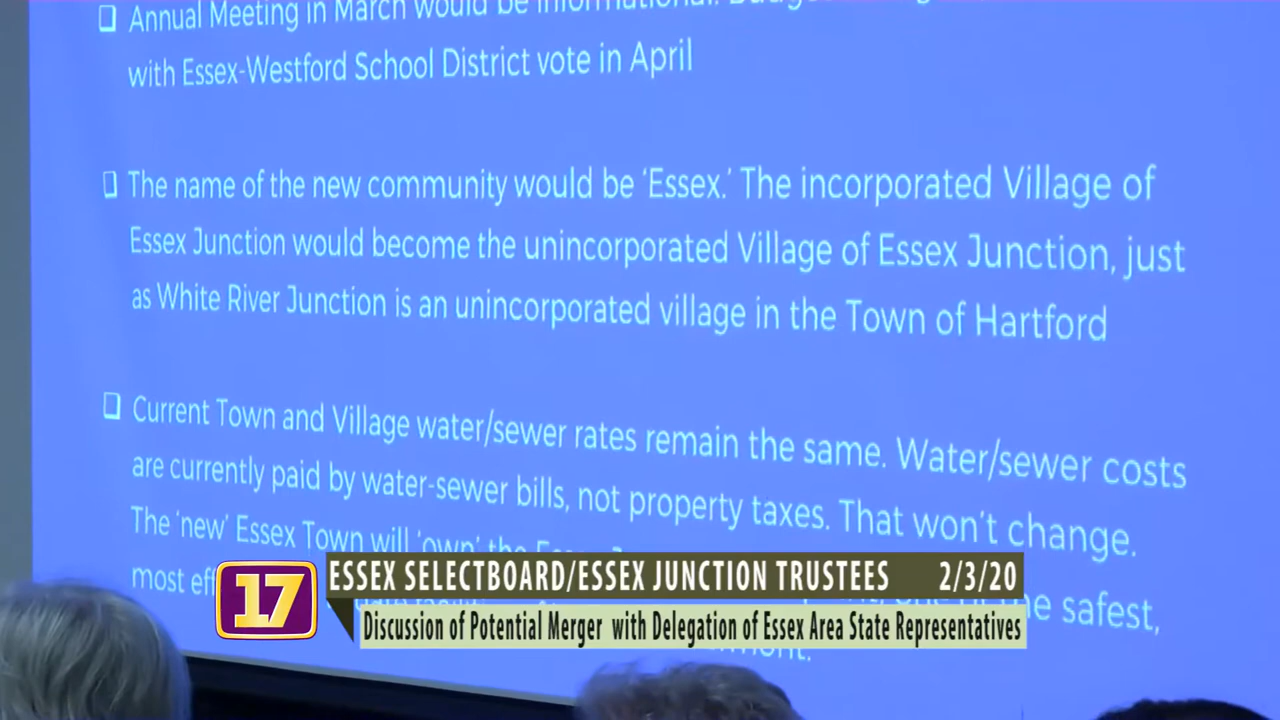 Annual Meeting in March would be informational. Budget
with Essex-Westford School District vote in April
The name of the new community would be 'Essex.' The incorporated Village of
Essex Junction would become the unincorporated Village of Essex Junction, just
as White River Junction is an unincorporated village in the Town of Hartford
Current Town and Village water/sewer rates remain the same. Water/sewer costs
are currently paid by water-sewer bills, not property taxes. That won't change.
The 'new' Essex Town will 'own' the
most
the safest,
17
ESSEX SELECTBOARD/ESSEX JUNCTION TRUSTEES 2/3/20
Discussion of Potential Merger with Delegation of Essex Area State Representatives